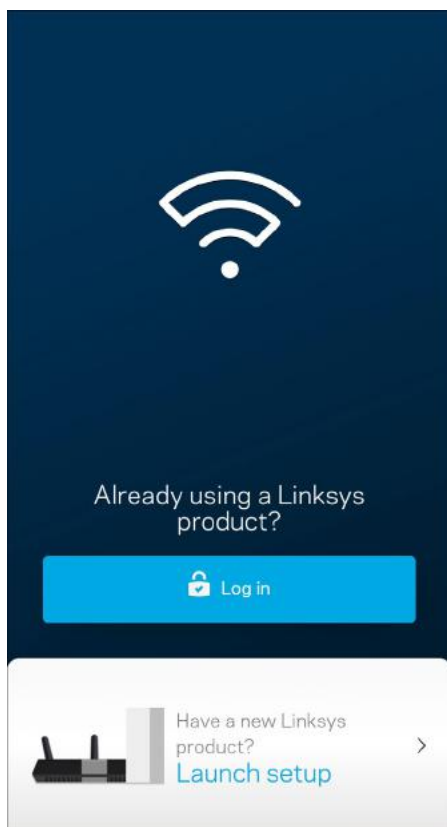 Already using a Linksys
product?
Log in
Have a new Linksys
product?
Launch setup